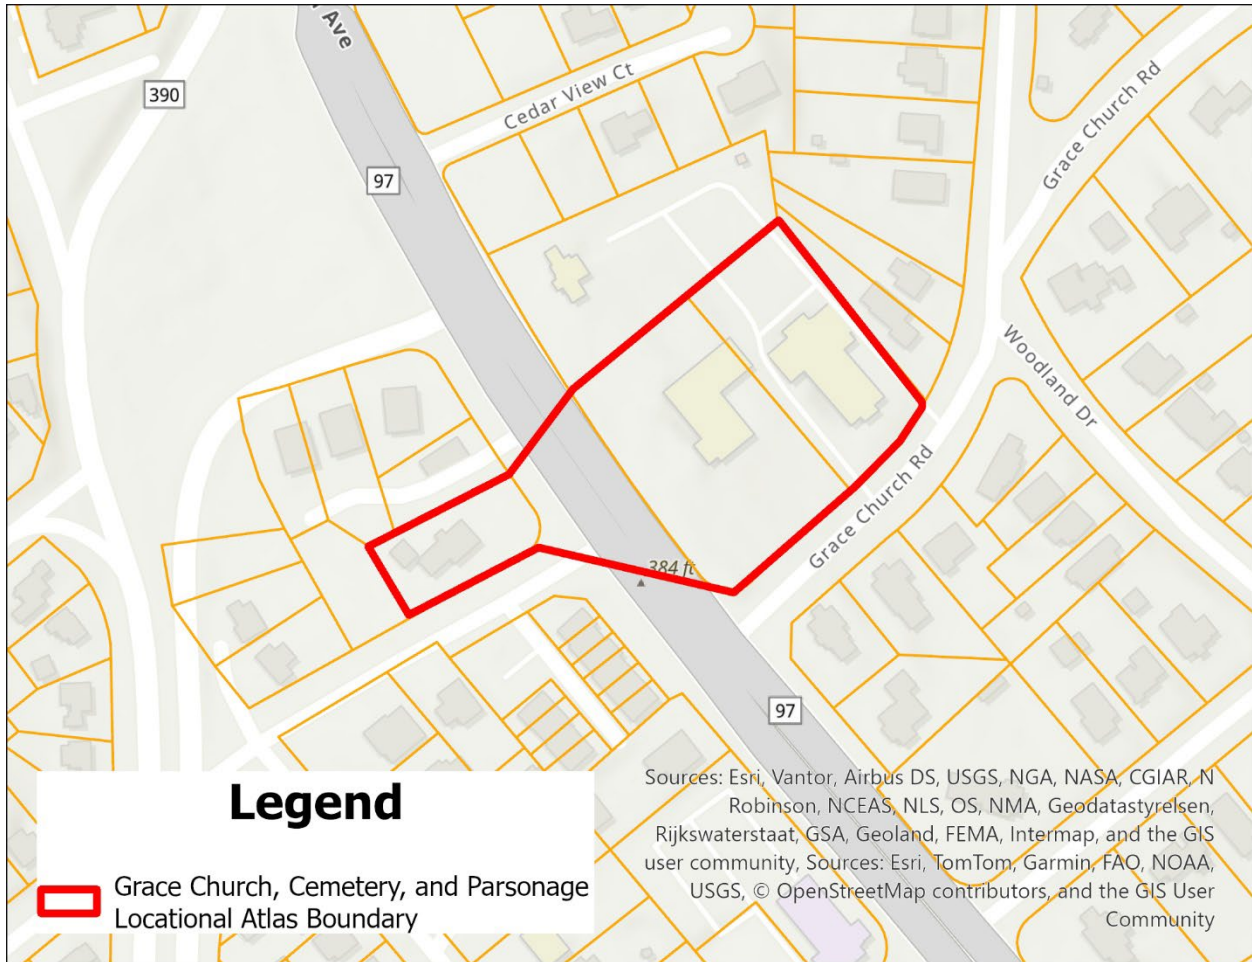 Ave
390
Cedar View Ct
Grace Church Rd
97
Woodland Dr
Grace Church Rd
384 ft
97
Legend
Grace Church, Cemetery, and Parsonage
Locational Atlas Boundary
Sources: Esri, Vantor, Airbus DS, USGS, NGA, NASA, CGIAR, N
Robinson, NCEAS, NLS, OS, NMA, Geodatastyrelsen,
Rijkswaterstaat, GSA, Geoland, FEMA, Intermap, and the GIS
user community, Sources: Esri, TomTom, Garmin, FAO, NOAA,
USGS, © OpenStreetMap contributors, and the GIS User
Community